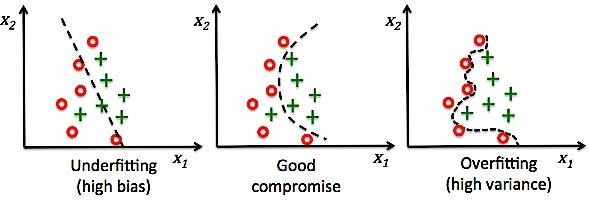 x2
x1
Underfitting
(high bias)
x2
x1
Good
compromise
x2
x1
Overfitting
(high variance)